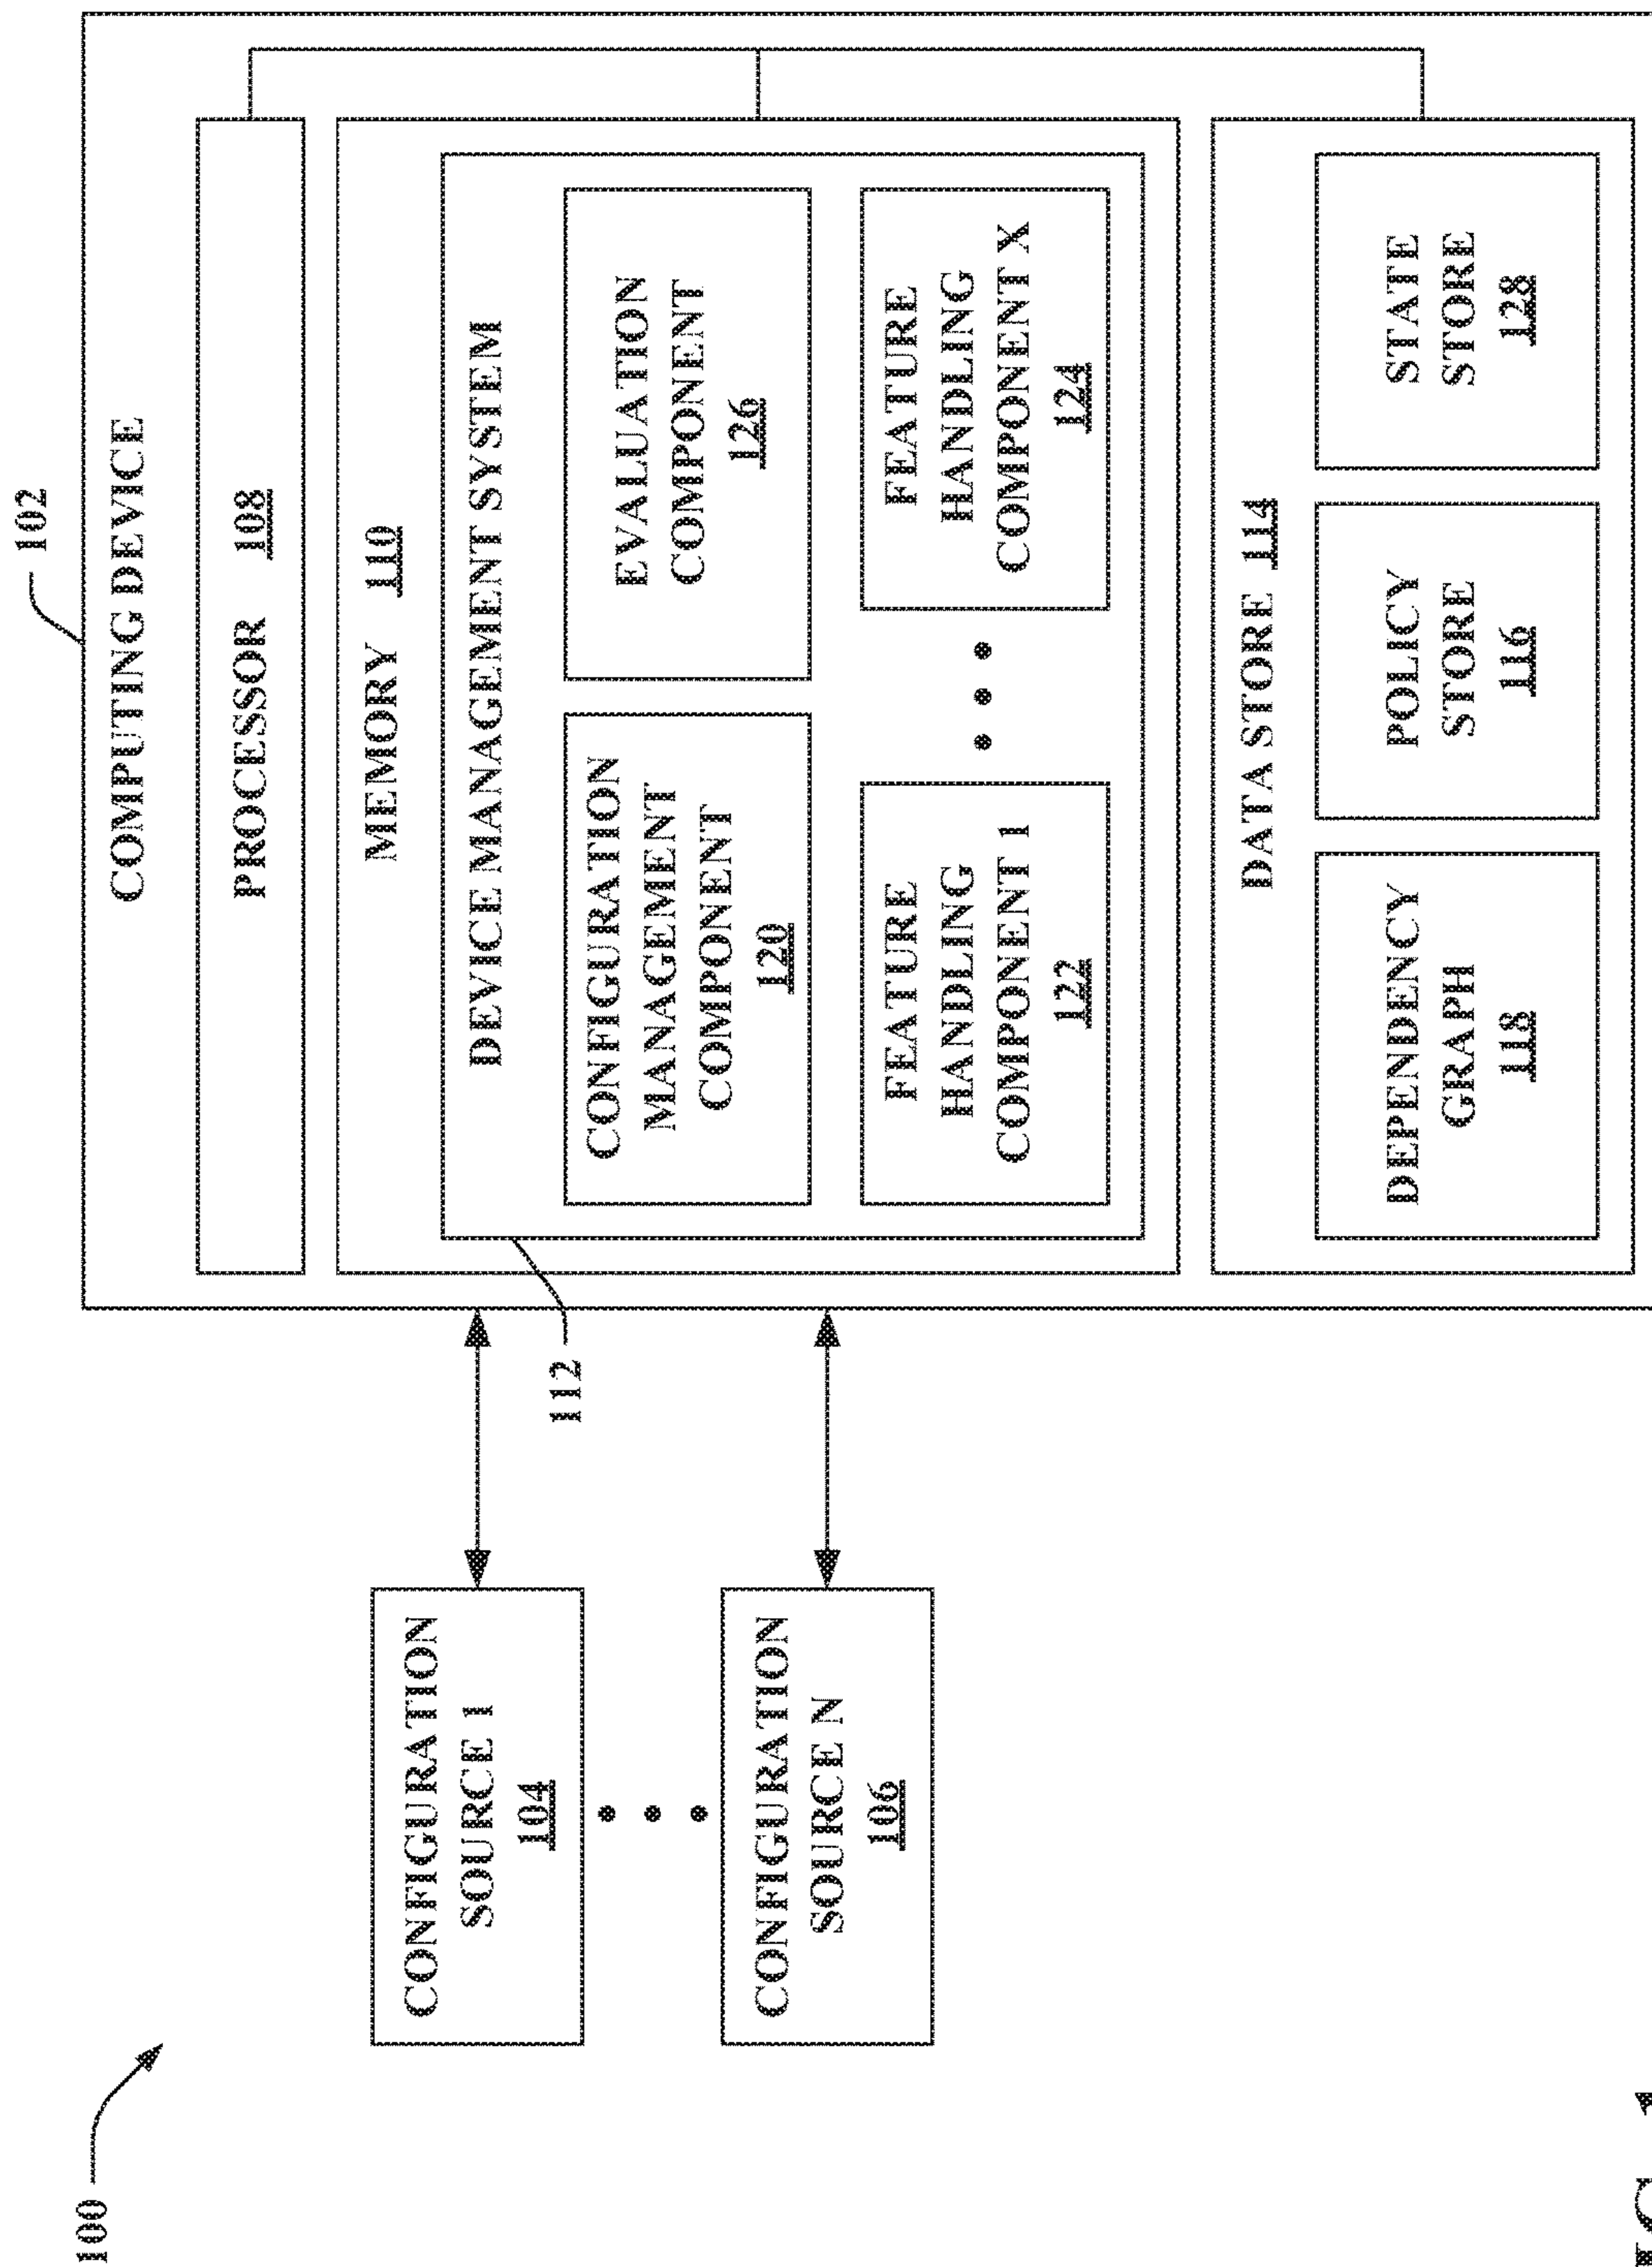 100
102
COMPUTING DEVICE
PROCESSOR 108
MEMORY 110
DEVICE MANAGEMENT SYSTEM
CONFIGURATION
MANAGEMENT
COMPONENT
120
EVALUATION
COMPONENT
126
FEATURE
HANDLING
COMPONENT 1
122
FEATURE
HANDLING
COMPONENT X
124
112
CONFIGURATION
SOURCE 1
104
CONFIGURATION
SOURCE N
106
DATA STORE 114
DEPENDENCY
GRAPH
118
POLICY
STORE
116
STATE
STORE
128